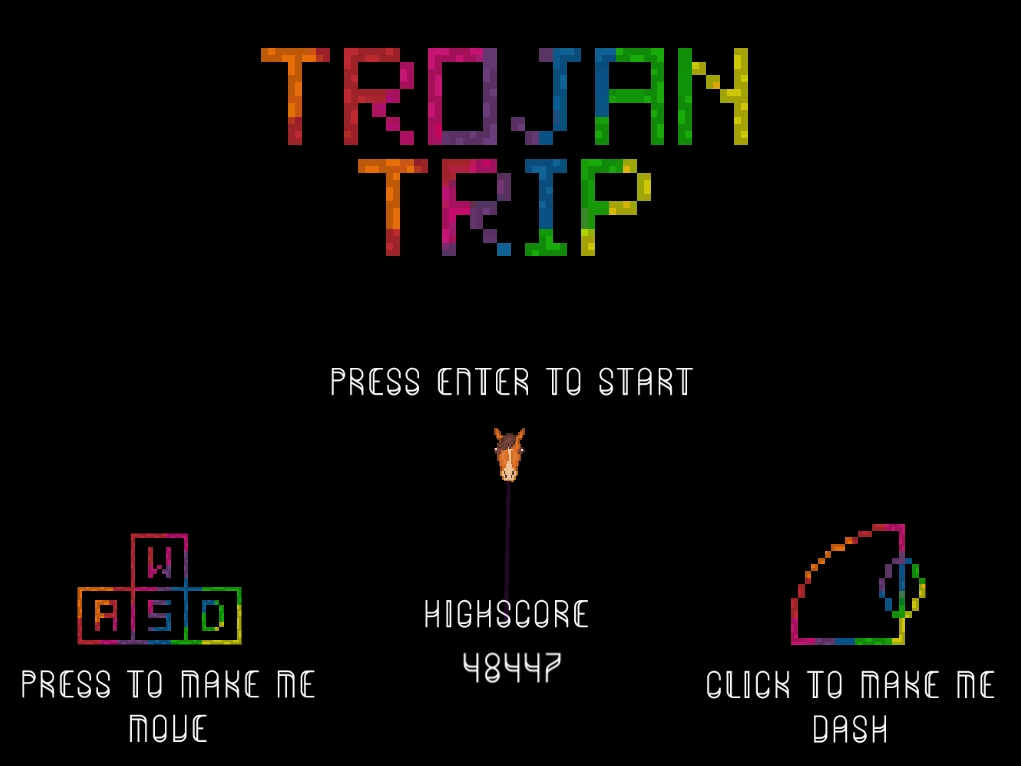 TROJAN
TRIP
PRESS ENTER TO START
W
A S D
HIGHSCORE
48447
PRESS TO MAKE ME
MOVE
CLICK TO MAKE ME
DASH